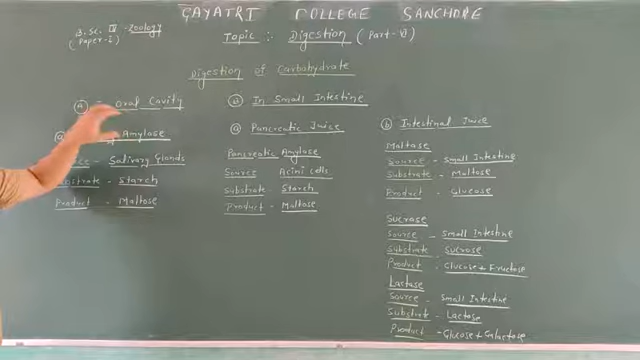 GAYATRI COLLEGE SANCHORE
B.Sc. III - Zoology
(Paper-I)
Topic : Digestion (Part-V)
Digestion of Carbohydrate
Oral Cavity
Amylase
- Salivary Glands
Substrate - Starch
Product - Maltose
In Small Intestine
(a) Pancreatic Juice
Pancreatic Amylase
Source - Acini cells
Substrate - Starch
Product - Maltose
(b) Intestinal Juice
Maltase
Source - Small Intestine
Substrate - Maltose
Product - Glucose
Sucrase
Source - Small Intestine
Substrate - Sucrose
Product - Glucose + Fructose
Lactase
Source - Small Intestine
Substrate - Lactose
Product - Glucose + Galactose